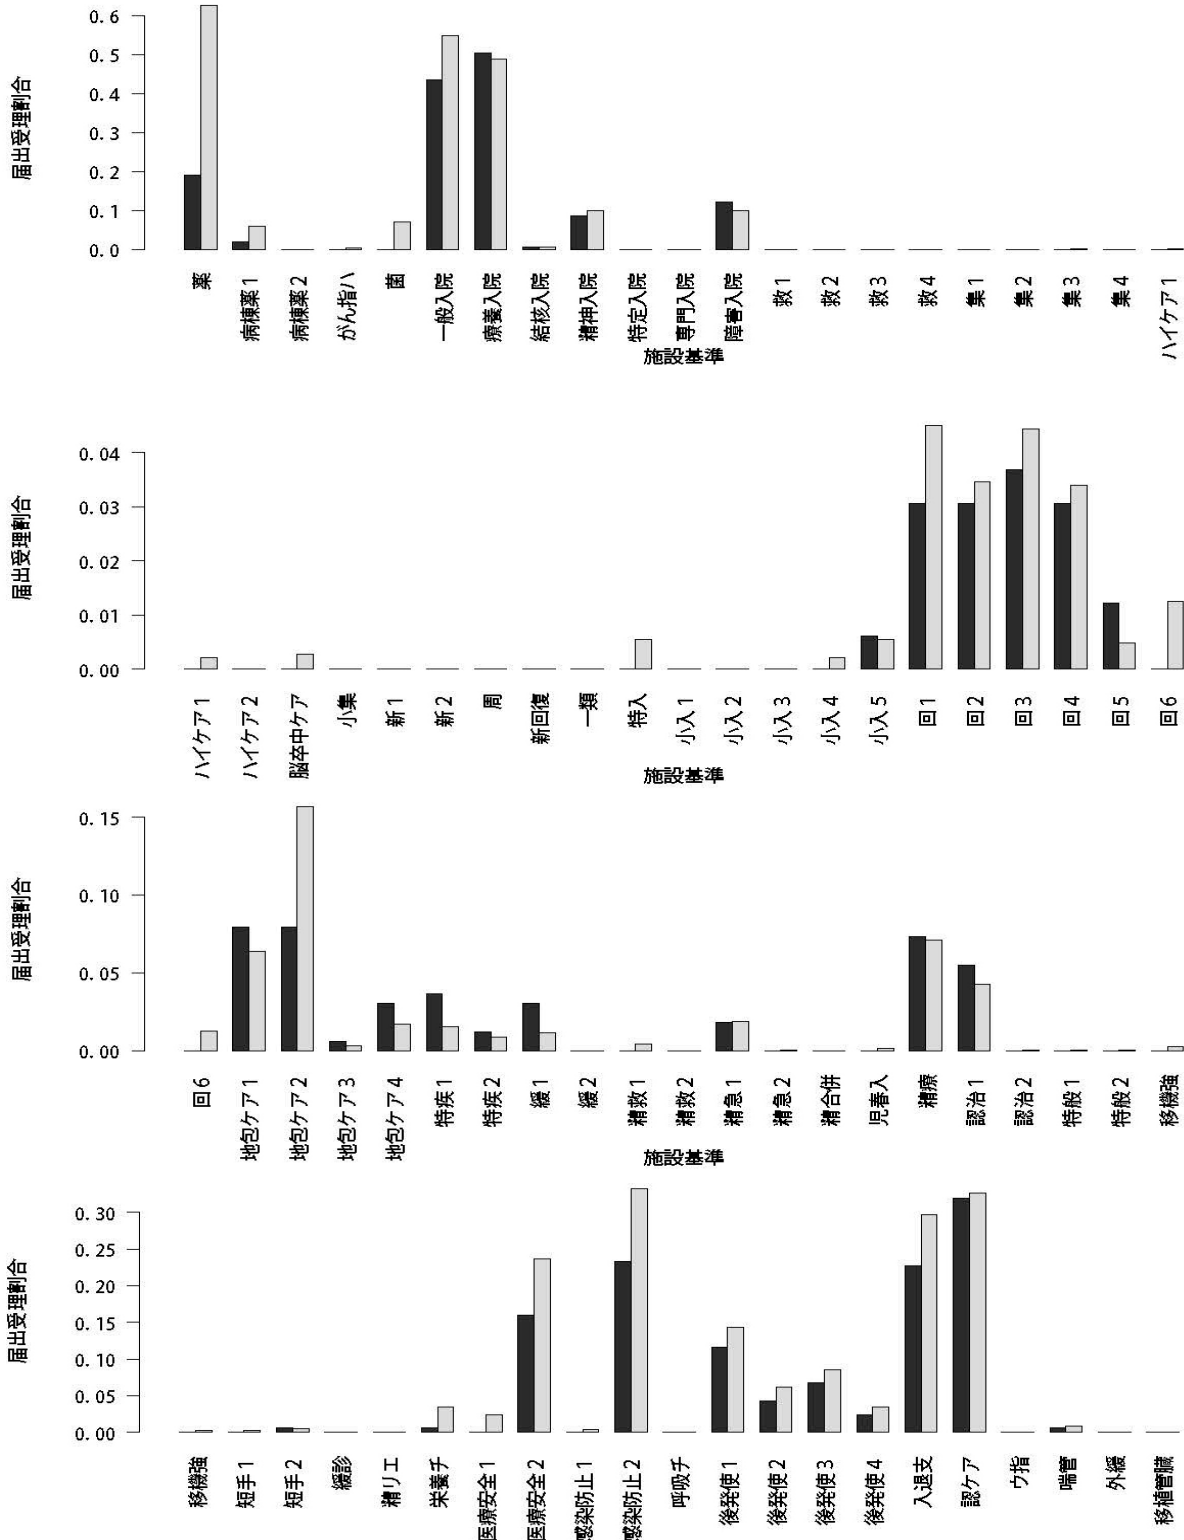 届出受理割合
0.6
0.5
0.4
0.3
0.2
0.1
0.0
薬
病棟薬1
病棟薬2
がん指ハ
菌
一般入院
療養入院
結核入院
精神入院
特定入院
専門入院
障害入院
救1
救2
救3
救4
集1
集2
集3
集4
ハイケア1
施設基準
届出受理割合
0.04
0.03
0.02
0.01
0.00
ハイケア1
ハイケア2
脳卒中ケア
小集
新1
新2
周
新回復
一類
特入
小入1
小入2
小入3
小入4
小入5
回1
回2
回3
回4
回5
回6
施設基準
届出受理割合
0.15
0.10
0.05
0.00
回6
地包ケア1
地包ケア2
地包ケア3
地包ケア4
特疾1
特疾2
緩1
緩2
精救1
精救2
精急1
精急2
精合併
児春入
精療
認治1
認治2
特般1
特般2
移機強
施設基準
届出受理割合
0.30
0.25
0.20
0.15
0.10
0.05
0.00
移機強
短手1
短手2
緩診
精リエ
栄養チ
医療安全1
医療安全2
感染防止1
感染防止2
呼吸チ
後発使1
後発使2
後発使3
後発使4
入退支
認ケア
ウ指
喘管
外緩
移植管臓